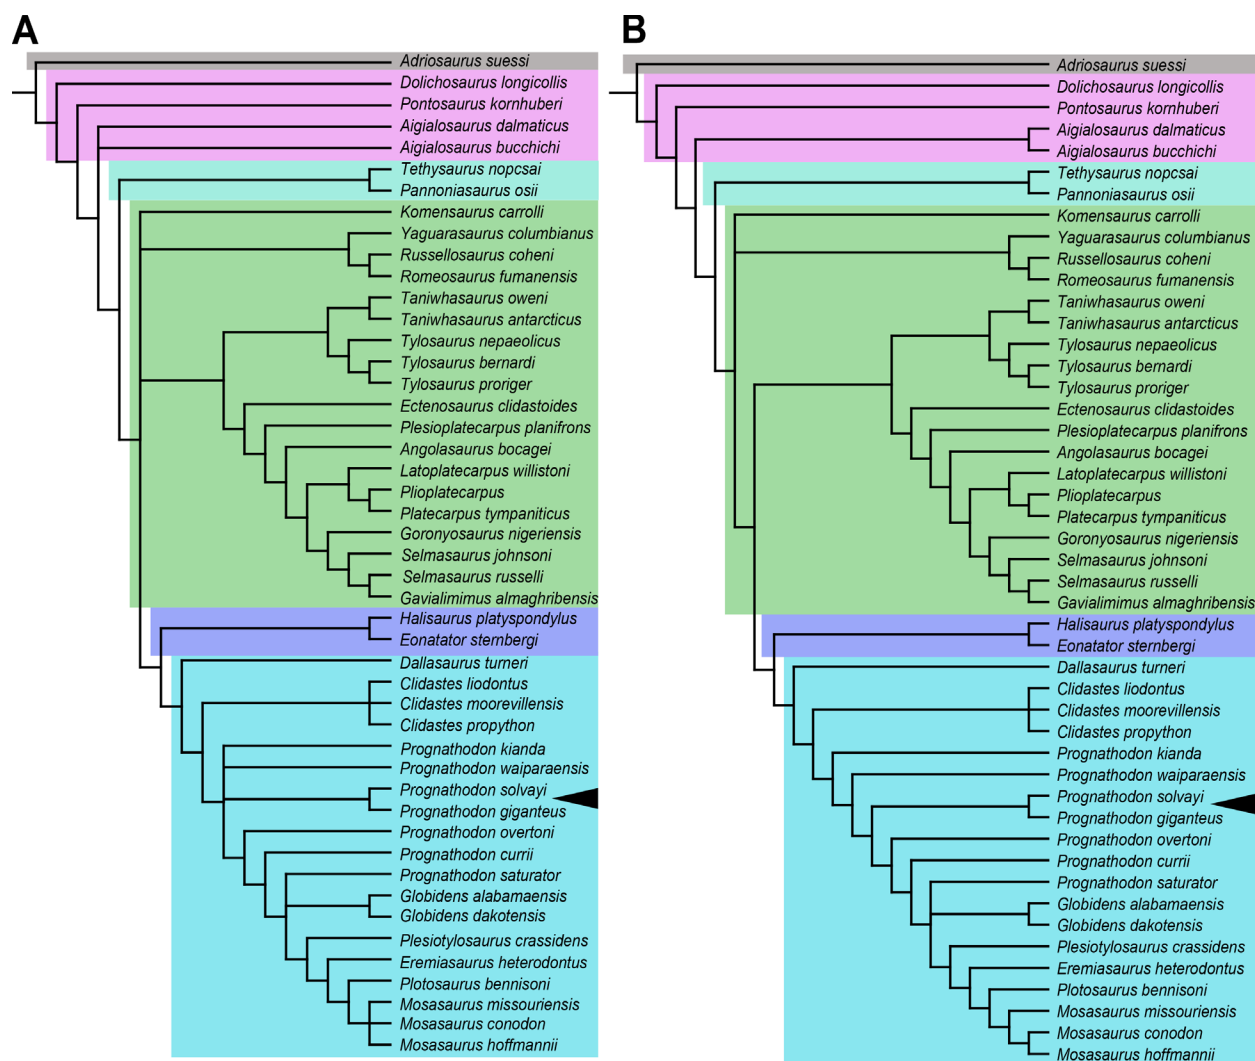 A
Adriosaurus suessi
Dolichosaurus longicollis
Pontosaurus kornhuberi
Aigialosaurus dalmaticus
Aigialosaurus bucchichi
Tethysaurus nopcsai
Pannoniasaurus osii
Komensaurus carrolli
Yaguarasaurus columbianus
Russellosaurus coheni
Romeosaurus fumanensis
Taniwhasaurus oweni
Taniwhasaurus antarcticus
Tylosaurus nepaeolicus
Tylosaurus bernardi
Tylosaurus proriger
Ectenosaurus clidastoides
Plesioplatecarpus planifrons
Angolasaurus bocagei
Latoplatecarpus willistoni
Plioplatecarpus
Platecarpus tympaniticus
Goronyosaurus nigeriensis
Selmasaurus johnsoni
Selmasaurus russelli
Gavialimimus almaghribensis
Halisaurus platyspondylus
Eonatator sternbergi
Dallasaurus turneri
Clidastes liodontus
Clidastes moorevillensis
Clidastes propython
Prognathodon kianda
Prognathodon waiparaensis
Prognathodon solvayi
Prognathodon giganteus
Prognathodon overtoni
Prognathodon currii
Prognathodon saturator
Globidens alabamaensis
Globidens dakotensis
Plesiotylosaurus crassidens
Eremiasaurus heterodontus
Plotosaurus bennisoni
Mosasaurus missouriensis
Mosasaurus conodon
Mosasaurus hoffmannii
B
Adriosaurus suessi
Dolichosaurus longicollis
Pontosaurus kornhuberi
Aigialosaurus dalmaticus
Aigialosaurus bucchichi
Tethysaurus nopcsai
Pannoniasaurus osii
Komensaurus carrolli
Yaguarasaurus columbianus
Russellosaurus coheni
Romeosaurus fumanensis
Taniwhasaurus oweni
Taniwhasaurus antarcticus
Tylosaurus nepaeolicus
Tylosaurus bernardi
Tylosaurus proriger
Ectenosaurus clidastoides
Plesioplatecarpus planifrons
Angolasaurus bocagei
Latoplatecarpus willistoni
Plioplatecarpus
Platecarpus tympaniticus
Goronyosaurus nigeriensis
Selmasaurus johnsoni
Selmasaurus russelli
Gavialimimus almaghribensis
Halisaurus platyspondylus
Eonatator sternbergi
Dallasaurus turneri
Clidastes liodontus
Clidastes moorevillensis
Clidastes propython
Prognathodon kianda
Prognathodon waiparaensis
Prognathodon solvayi
Prognathodon giganteus
Prognathodon overtoni
Prognathodon currii
Prognathodon saturator
Globidens alabamaensis
Globidens dakotensis
Plesiotylosaurus crassidens
Eremiasaurus heterodontus
Plotosaurus bennisoni
Mosasaurus missouriensis
Mosasaurus conodon
Mosasaurus hoffmannii